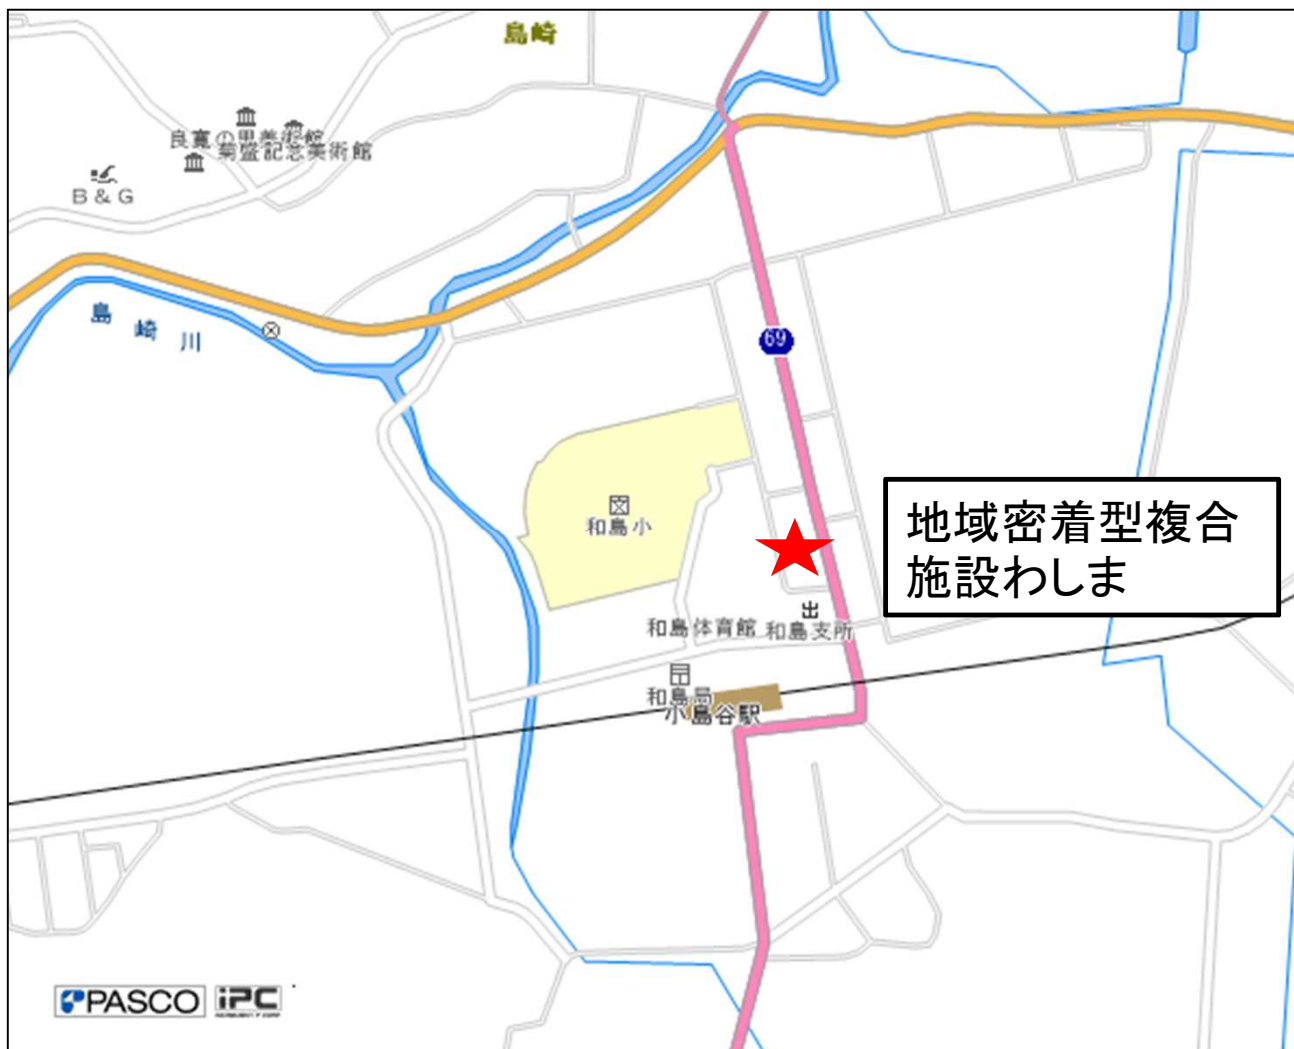 島崎
良寛の里美術館
菊盛記念美術館
B & G
島崎川
69
地域密着型複合
施設わしま
和島小
和島体育館
和島支所
和島局
小島谷駅
PASCO
iPC